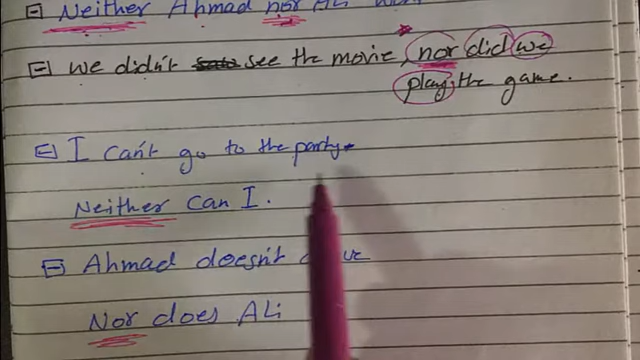 Neither Ahmad nor Ali
we didn't see the movie, nor did we
play the game.
I can't go to the party.
Neither can I.
Ahmad doesn't
Nor does ALi